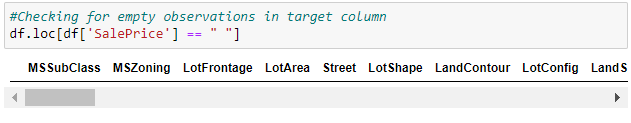 #Checking for empty observations in target column
df.loc[df['SalePrice'] == " "]
MSSubClass MSZoning LotFrontage LotArea Street LotShape LandContour LotConfig LandS